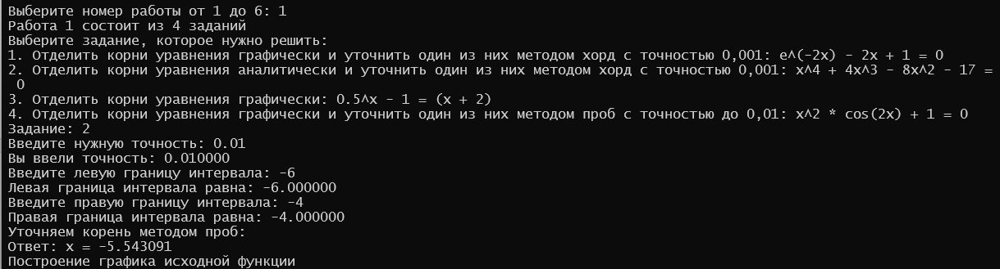 Выберите номер работы от 1 до 6: 1
Работа 1 состоит из 4 заданий
Выберите задание, которое нужно решить:
1. Отделить корни уравнения графически и уточнить один из них методом хорд с точностью 0,001: e^(-2x) - 2x + 1 = 0
2. Отделить корни уравнения аналитически и уточнить один из них методом хорд с точностью 0,001: x^4 + 4x^3 - 8x^2 - 17 =
0
3. Отделить корни уравнения графически: 0.5^x - 1 = (x + 2)
4. Отделить корни уравнения графически и уточнить один из них методом проб с точностью до 0,01: x^2 * cos(2x) + 1 = 0
Задание: 2
Введите нужную точность: 0.01
Вы ввели точность: 0.010000
Введите левую границу интервала: -6
Левая граница интервала равна: -6.000000
Введите правую границу интервала: -4
Правая граница интервала равна: -4.000000
Уточняем корень методом проб:
Ответ: x = -5.543091
Построение графика исходной функции